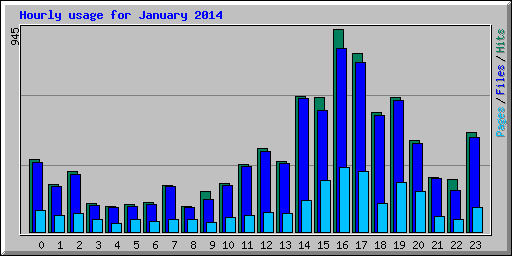 Hourly usage for January 2014
945
Pages/Files/Hits
0 1 2 3 4 5 6 7 8 9 10 11 12 13 14 15 16 17 18 19 20 21 22 23